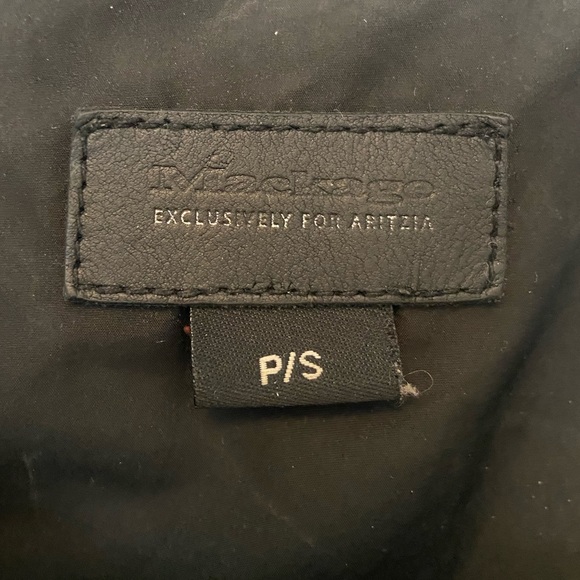 Mackage
EXCLUSIVELY FOR ARITZIA
P/S